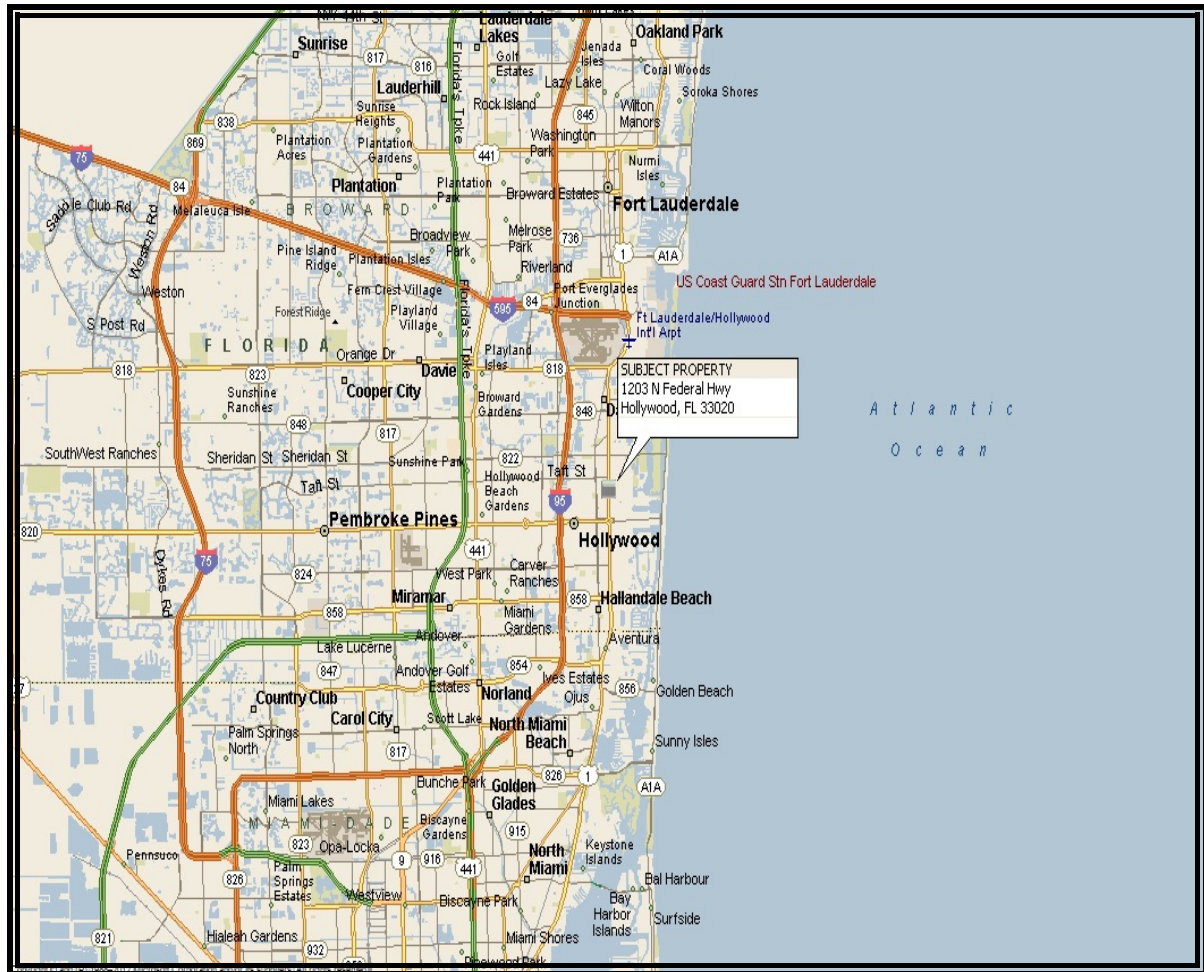 NW 44th St
Lauderdale
Lakes
Oakland Park
Sunrise
817
816
Golf
Estates
Jenada
Isles
Coral Woods
Lauderhill
Lazy Lake
Soroka Shores
Florida's Tpke
Rock Island
Wilton
Manors
845
838
Sunrise
Heights
Washington
Park
869
Plantation
Acres
Plantation
Gardens
441
Nurmi
Isles
75
84
Plantation
Plantation
Park
Broward Estates
Fort Lauderdale
Saddle Club Rd
Melaleuca Isle
BROWARD
Weston Rd
Broadview
Park
Melrose
Park
736
1
A1A
Pine Island
Ridge
Plantation Isles
Riverland
Weston
Fern Crest Village
Florida's Tpke
Port Everglades
Junction
US Coast Guard Stn Fort Lauderdale
595
84
S Post Rd
Forest Ridge
Playland
Village
Ft Lauderdale/Hollywood
Int'l Arpt
FLORIDA
Orange Dr
Playland
Isles
818
823
Davie
818
SUBJECT PROPERTY
1203 N Federal Hwy
Hollywood, FL 33020
Sunshine
Ranches
Cooper City
Broward
Gardens
848
848
817
Atlantic
Ocean
SouthWest Ranches
Sheridan St
Sheridan St
Sunshine Park
822
Taft St
Taft St
Hollywood
Beach
Gardens
95
820
Pembroke Pines
Hollywood
Dykes Rd
75
441
824
West Park
Carver
Ranches
Miramar
858
Hallandale Beach
858
Miami
Gardens
Andover
Aventura
Lake Lucerne
847
Andover Golf
Estates
854
Ives Estates
Ojus
856
Golden Beach
Country Club
Norland
Carol City
Scott Lake
North Miami
Beach
Palm Springs
North
817
Sunny Isles
Bunche Park
826
1
A1A
Golden
Glades
Miami Lakes
MIAMI-DADE
Biscayne
Gardens
915
823
Opa-Locka
Pennsuco
9
916
441
North
Miami
Keystone
Islands
826
Palm
Springs
Estates
Westview
Bal Harbour
Biscayne Park
Bay
Harbor
Islands
Surfside
821
Hialeah Gardens
932
Miami Shores
Pinewood Park